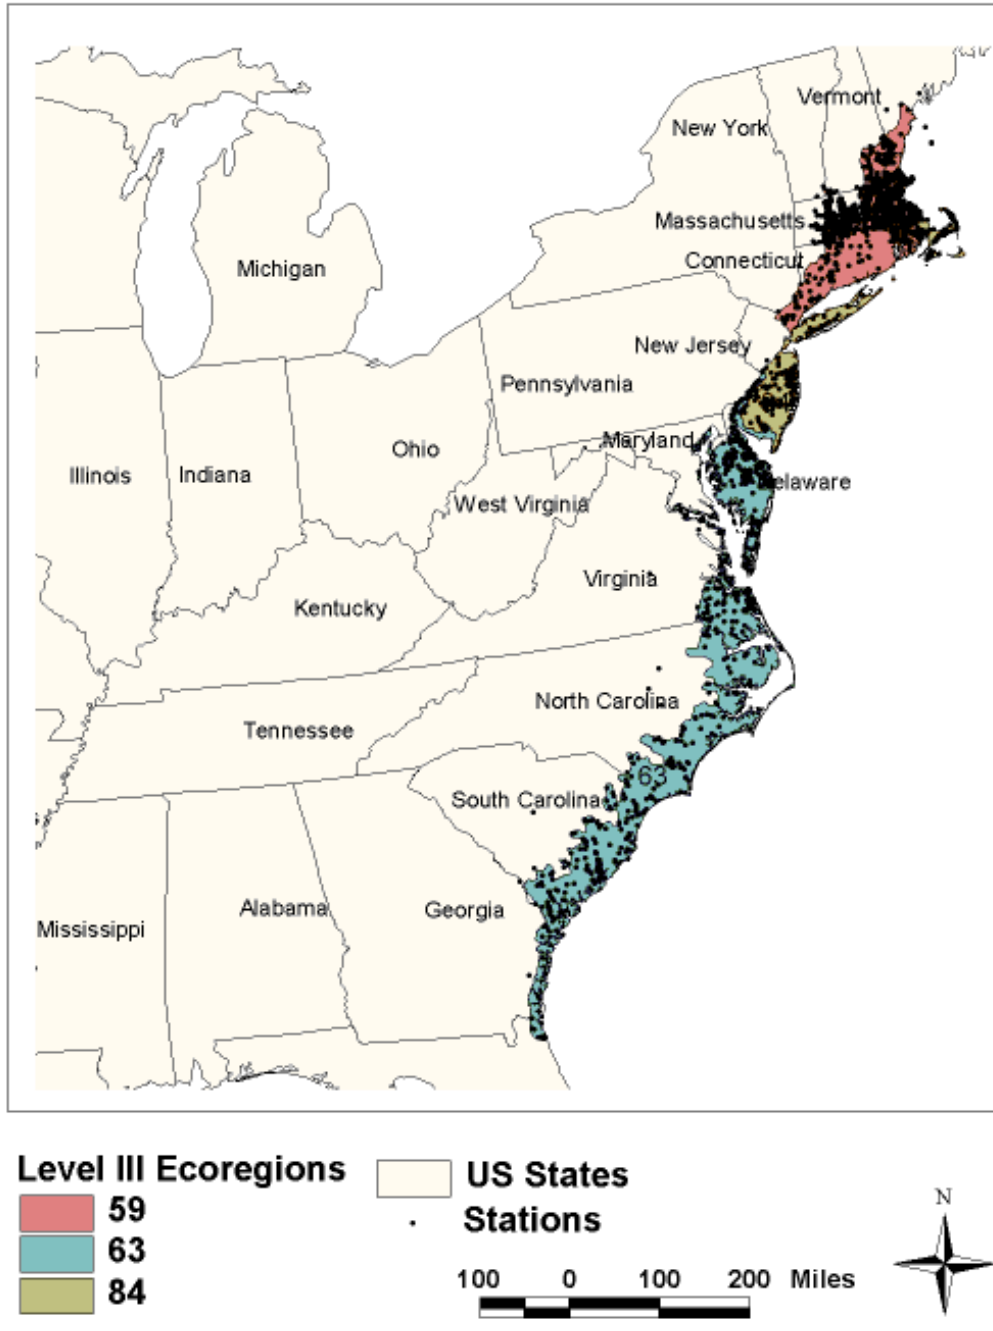 Vermont
New York
Massachusetts
Connecticut
Michigan
New Jersey
Pennsylvania
Ohio
Maryland
Illinois
Indiana
elaware
West Virginia
Virginia
Kentucky
North Carolina
Tennessee
63
South Carolina
Alabama
Georgia
Mississippi
Level III Ecoregions
59
63
84
US States
Stations
100 0 100 200 Miles
N